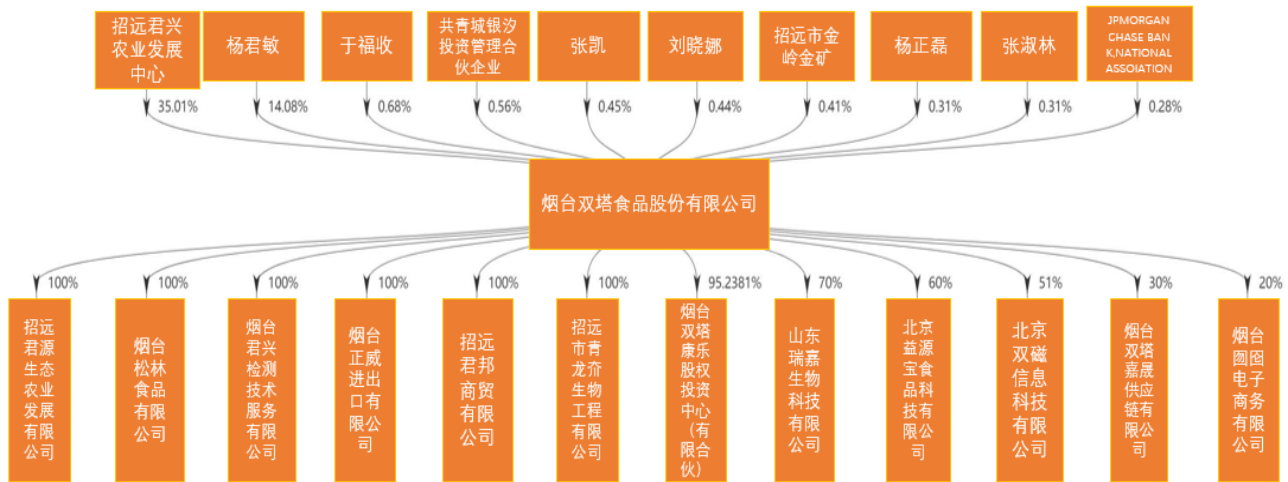 招远君兴
农业发展
中心
杨君敏
于福收
共青城银汐
投资管理合
伙企业
张凯
刘晓娜
招远市金
岭金矿
杨正磊
张淑林
JPMORGAN
CHASE BAN
K,NATIONAL
ASSOIATION
35.01%
14.08%
0.68%
0.56%
0.45%
0.44%
0.41%
0.31%
0.31%
0.28%
烟台双塔食品股份有限公司
100%
100%
100%
100%
100%
100%
95.2381%
70%
60%
51%
30%
20%
招远
君源
生态
农业
发展
有限
公司
烟台
松林
食品
有限
公司
烟台
君兴
检测
技术
服务
有限
公司
烟台
正威
进出
口有
限公
司
招远
君邦
商贸
有限
公司
招远
市青
龙夼
生物
工程
有限
公司
烟台
双塔
康乐
股权
投资
中心
（有
限合
伙）
山东
瑞嘉
生物
科技
有限
公司
北京
益源
宝食
品科
技有
限公
司
北京
双磁
信息
科技
有限
公司
烟台
双塔
嘉晟
供应
链有
限公
司
烟台
囫囵
电子
商务
有限
公司